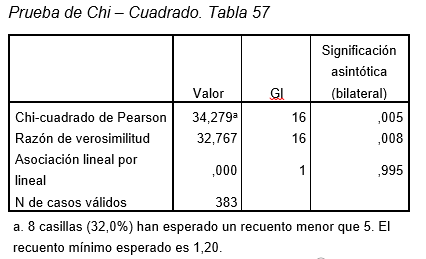 Prueba de Chi – Cuadrado. Tabla 57
Significación
asintótica
Valor Gl (bilateral)
Chi-cuadrado de Pearson 34,279ª 16 ,005
Razón de verosimilitud 32,767 16 ,008
Asociación lineal por
lineal ,000 1 ,995
N de casos válidos 383
a. 8 casillas (32,0%) han esperado un recuento menor que 5. El
recuento mínimo esperado es 1,20.